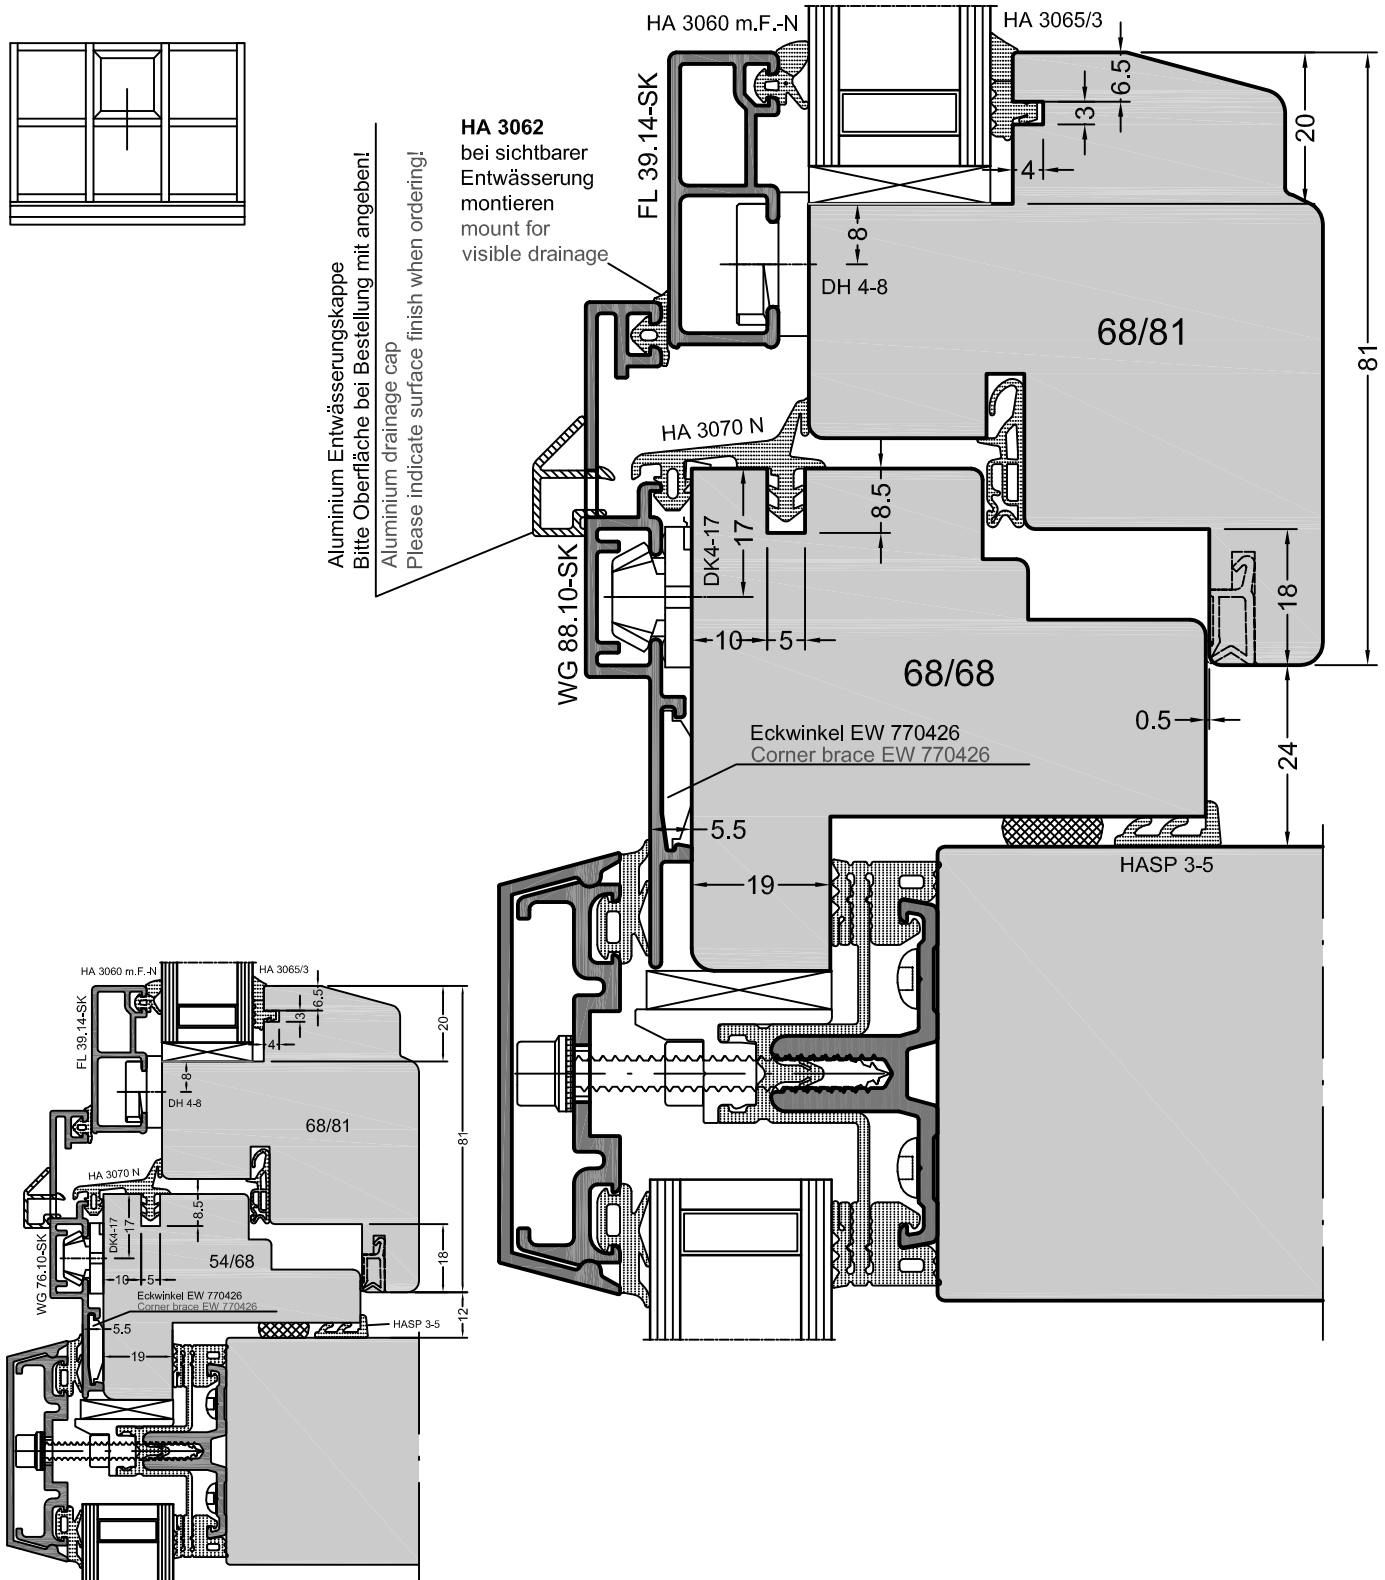 HA 3060 m.F.-N
HA 3065/3
FL 39.14-SK
6.5
3
4
20
81
HA 3062
bei sichtbarer
Entwässerung
montieren
mount for
visible drainage
Aluminium Entwässerungskappe
Bitte Oberfläche bei Bestellung mit angeben!
Aluminium drainage cap
Please indicate surface finish when ordering!
8
DH 4-8
68/81
HA 3070 N
8.5
17
DK4-17
WG 88.10-SK
10
5
18
68/68
0.5
24
Eckwinkel EW 770426
Corner brace EW 770426
5.5
19
HASP 3-5
HA 3060 m.F.-N
HA 3065/3
FL 39.14-SK
6.5
3
4
20
81
8
DH 4-8
68/81
HA 3070 N
8.5
17
DK4-17
WG 76.10-SK
10
5
18
54/68
12
Eckwinkel EW 770426
Corner brace EW 770426
5.5
19
HASP 3-5